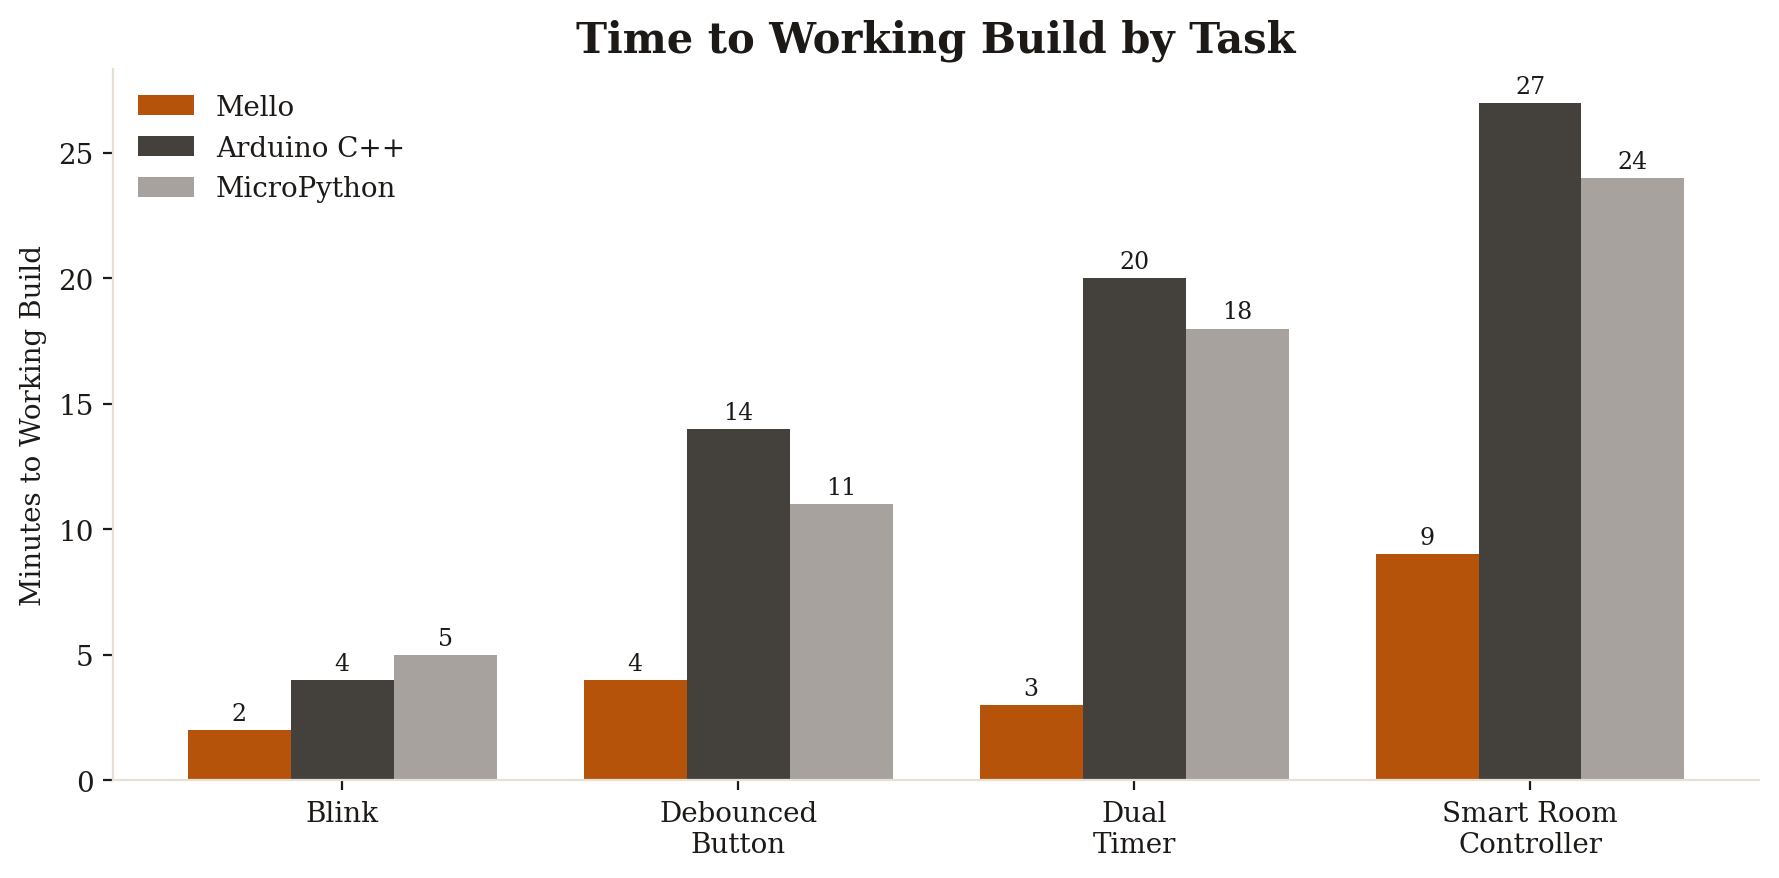 Time to Working Build by Task
Mello
Arduino C++
MicroPython
Minutes to Working Build
25
20
15
10
5
0
2
4
5
4
14
11
3
20
18
9
27
24
Blink
Debounced
Button
Dual
Timer
Smart Room
Controller